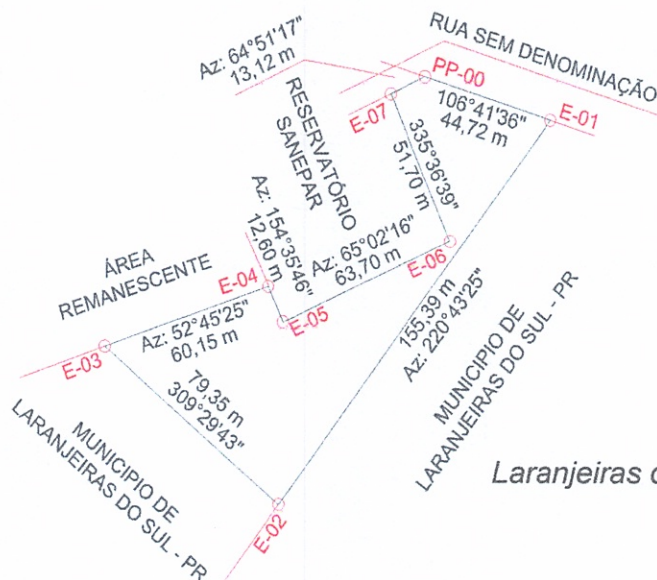 Az: 64°51'17"
13,12 m
RUA SEM DENOMINAÇÃO
PP-00
106°41'36"
44,72 m
E-01
E-07
RESERVATÓRIO
SANEPAR
335°36'39"
51,70 m
Az: 154°35'46"
12,60 m
Az: 65°02'16"
63,70 m
E-06
ÁREA
REMANESCENTE
E-04
E-05
Az: 52°45'25"
60,15 m
E-03
155,39 m
Az: 220°43'25"
MUNICIPIO DE
LARANJEIRAS DO SUL - PR
79,35 m
309°29'43"
MUNICIPIO DE
LARANJEIRAS DO SUL - PR
E-02
Laranjeiras d